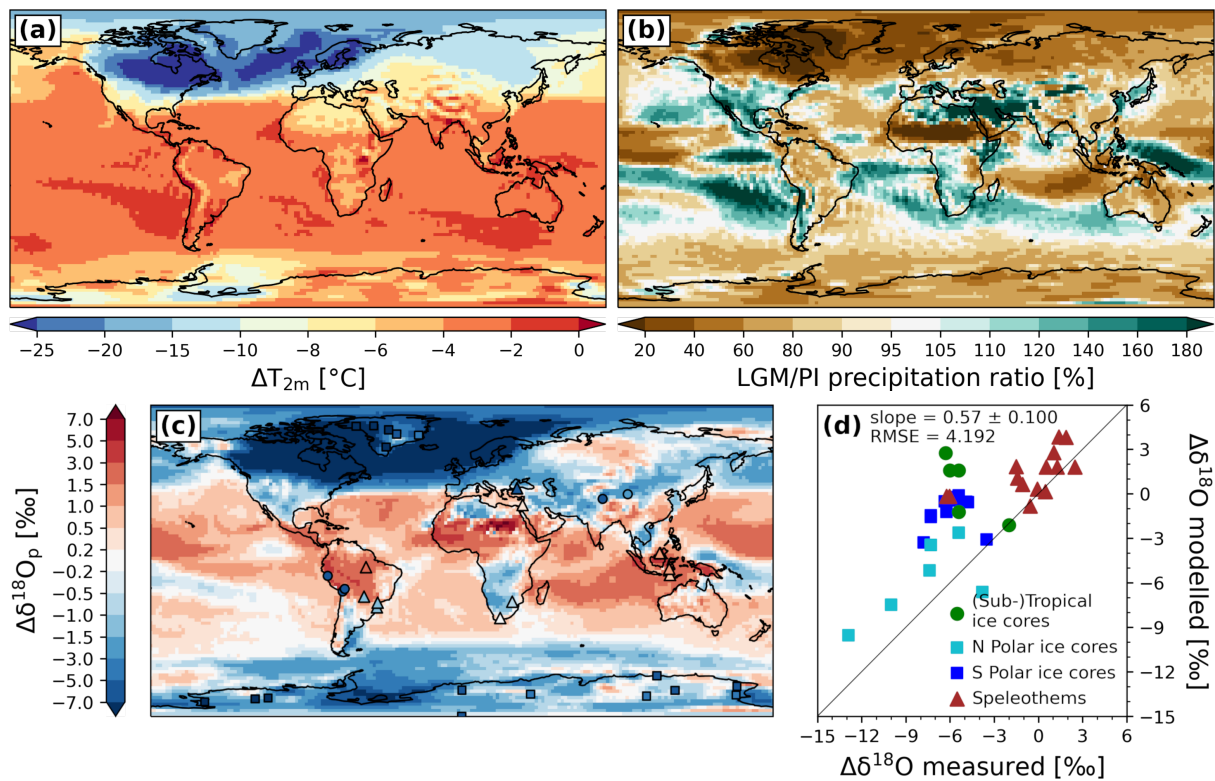 (a)
(b)
−25 −20 −15 −10 −8 −6 −4 −2 0
ΔT2m [°C]
20 40 60 80 90 95 105 110 120 140 160 180
LGM/PI precipitation ratio [%]
(c)
7.0
5.0
3.0
1.5
1.0
0.5
0.2
−0.2
−0.5
−1.0
−1.5
−3.0
−5.0
−7.0
Δδ18Op [‰]
(d)
slope = 0.57 ± 0.100
RMSE = 4.192
(Sub-)Tropical
ice cores
N Polar ice cores
S Polar ice cores
Speleothems
6
3
0
−3
−6
−9
−12
−15
Δδ18O modelled [‰]
−15 −12 −9 −6 −3 0 3 6
Δδ18O measured [‰]